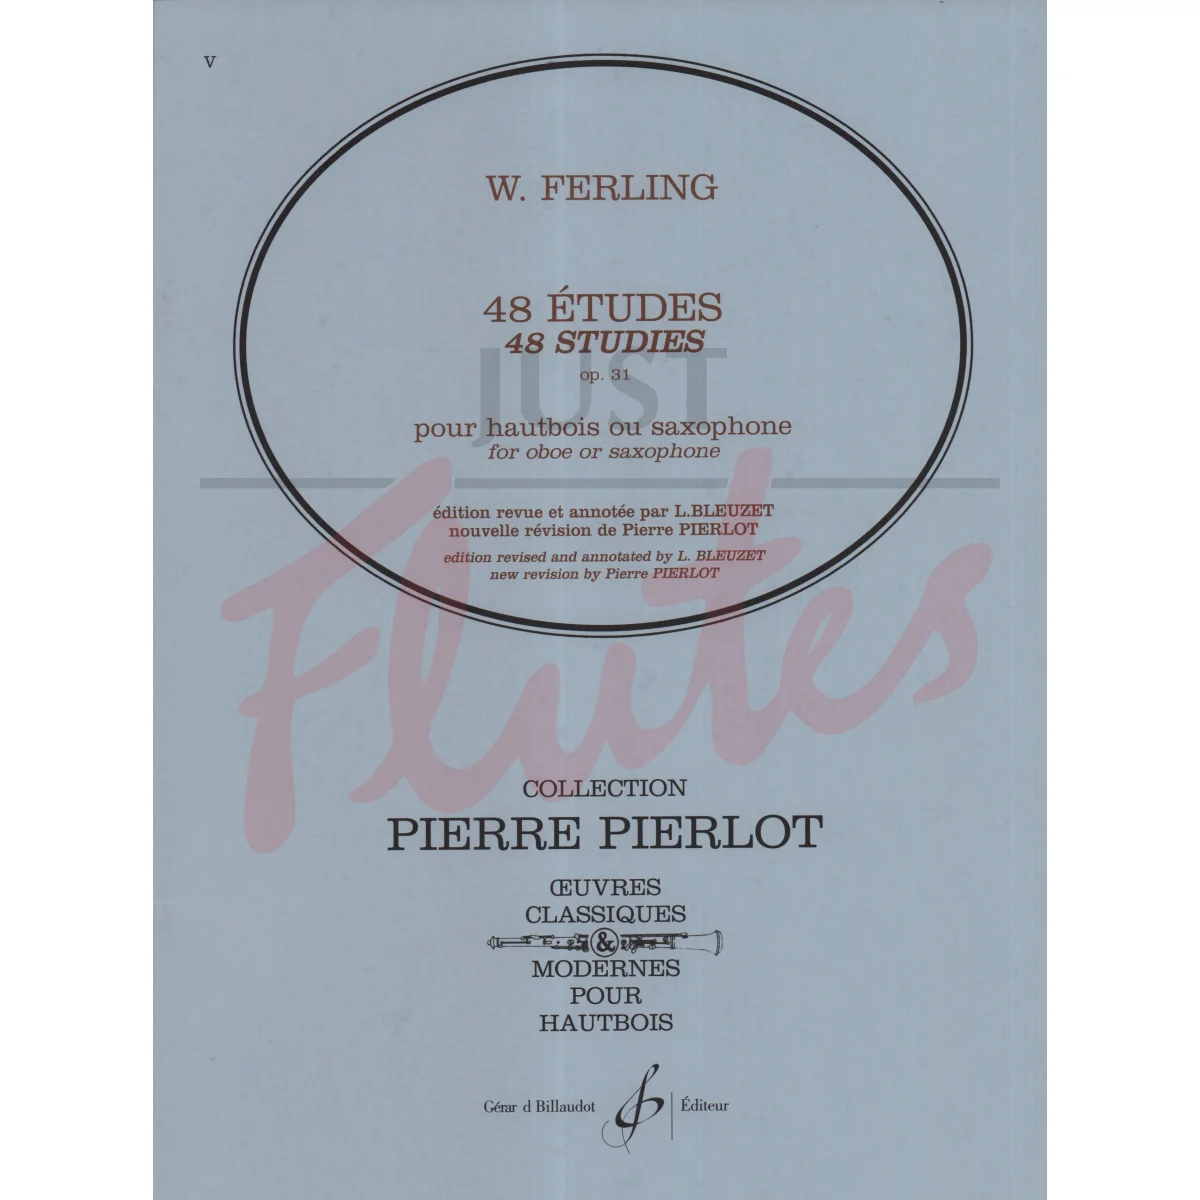 V
W. FERLING
48 ÉTUDES
48 STUDIES
op. 31
JUST
pour hautbois ou saxophone
for oboe or saxophone
Flutes
édition revue et annotée par L.BLEUZET
nouvelle révision de Pierre PIERLOT
edition revised and annotated by L. BLEUZET
new revision by Pierre PIERLOT
COLLECTION
PIERRE PIERLOT
ŒUVRES
CLASSIQUES
&
MODERNES
POUR
HAUTBOIS
Gérar d Billaudot Éditeur